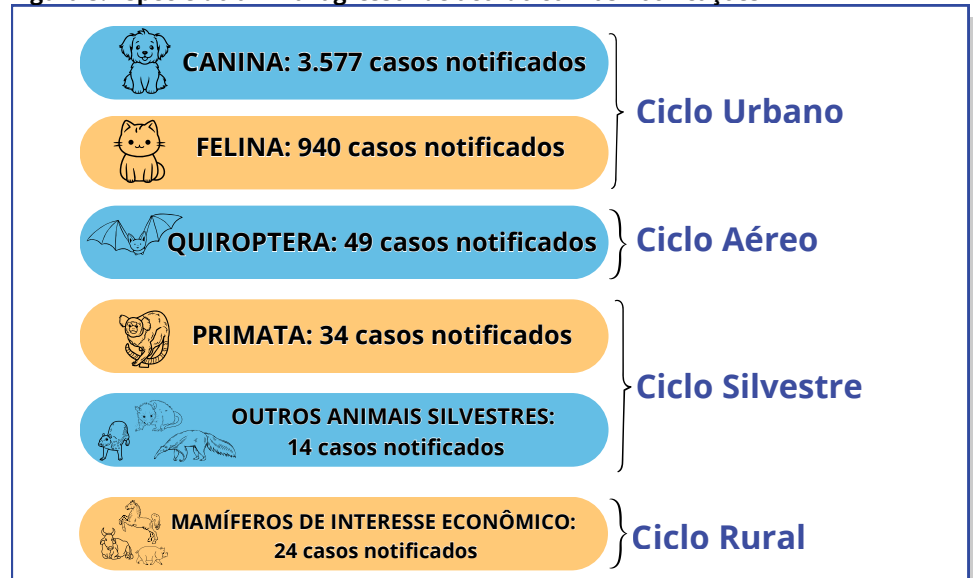 CANINA: 3.577 casos notificados
FELINA: 940 casos notificados
Ciclo Urbano
QUIROPTERA: 49 casos notificados
Ciclo Aéreo
PRIMATA: 34 casos notificados
OUTROS ANIMAIS SILVESTRES:
14 casos notificados
Ciclo Silvestre
MAMÍFEROS DE INTERESSE ECONÔMICO:
24 casos notificados
Ciclo Rural